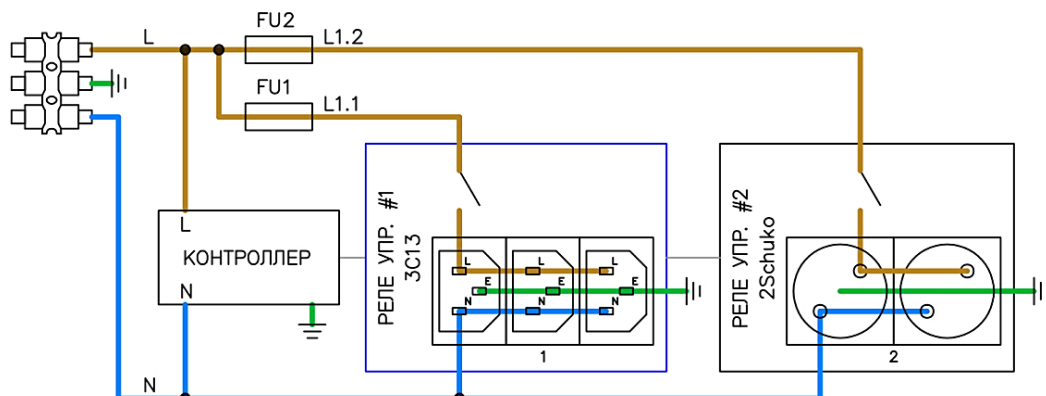 FU2
L
L1.2
FU1
L1.1
РЕЛЕ УПР. #1
3C13
РЕЛЕ УПР. #2
2Schuko
L
КОНТРОЛЛЕР
N
L
L
L
E
E
E
N
N
N
1
2
N